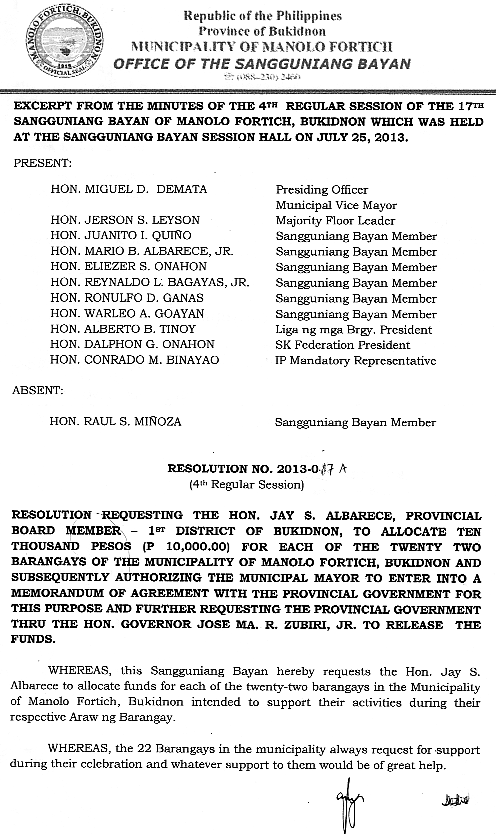 MANOLO FORTICH, BUKIDNON
OFFICIAL SEAL
Republic of the Philippines
Province of Bukidnon
MUNICIPALITY OF MANOLO FORTICH
OFFICE OF THE SANGGUNIANG BAYAN
(088-230) 2460
EXCERPT FROM THE MINUTES OF THE 4TH REGULAR SESSION OF THE 17TH
SANGGUNIANG BAYAN OF MANOLO FORTICH, BUKIDNON WHICH WAS HELD
AT THE SANGGUNIANG BAYAN SESSION HALL ON JULY 25, 2013.
PRESENT:
HON. MIGUEL D. DEMATA Presiding Officer
Municipal Vice Mayor
HON. JERSON S. LEYSON Majority Floor Leader
HON. JUANITO I. QUIÑO Sangguniang Bayan Member
HON. MARIO B. ALBARECE, JR. Sangguniang Bayan Member
HON. ELIEZER S. ONAHON Sangguniang Bayan Member
HON. REYNALDO L. BAGAYAS, JR. Sangguniang Bayan Member
HON. RONULFO D. GANAS Sangguniang Bayan Member
HON. WARLEO A. GOAYAN Sangguniang Bayan Member
HON. ALBERTO B. TINOY Liga ng mga Brgy. President
HON. DALPHON G. ONAHON SK Federation President
HON. CONRADO M. BINAYAO IP Mandatory Representative
ABSENT:
HON. RAUL S. MIÑOZA Sangguniang Bayan Member
RESOLUTION NO. 2013-087 A
(4th Regular Session)
RESOLUTION REQUESTING THE HON. JAY S. ALBARECE, PROVINCIAL
BOARD MEMBER – 1ST DISTRICT OF BUKIDNON, TO ALLOCATE TEN
THOUSAND PESOS (P 10,000.00) FOR EACH OF THE TWENTY TWO
BARANGAYS OF THE MUNICIPALITY OF MANOLO FORTICH, BUKIDNON AND
SUBSEQUENTLY AUTHORIZING THE MUNICIPAL MAYOR TO ENTER INTO A
MEMORANDUM OF AGREEMENT WITH THE PROVINCIAL GOVERNMENT FOR
THIS PURPOSE AND FURTHER REQUESTING THE PROVINCIAL GOVERNMENT
THRU THE HON. GOVERNOR JOSE MA. R. ZUBIRI, JR. TO RELEASE THE
FUNDS.
WHEREAS, this Sangguniang Bayan hereby requests the Hon. Jay S.
Albarece to allocate funds for each of the twenty-two barangays in the Municipality
of Manolo Fortich, Bukidnon intended to support their activities during their
respective Araw ng Barangay.
WHEREAS, the 22 Barangays in the municipality always request for support
during their celebration and whatever support to them would be of great help.